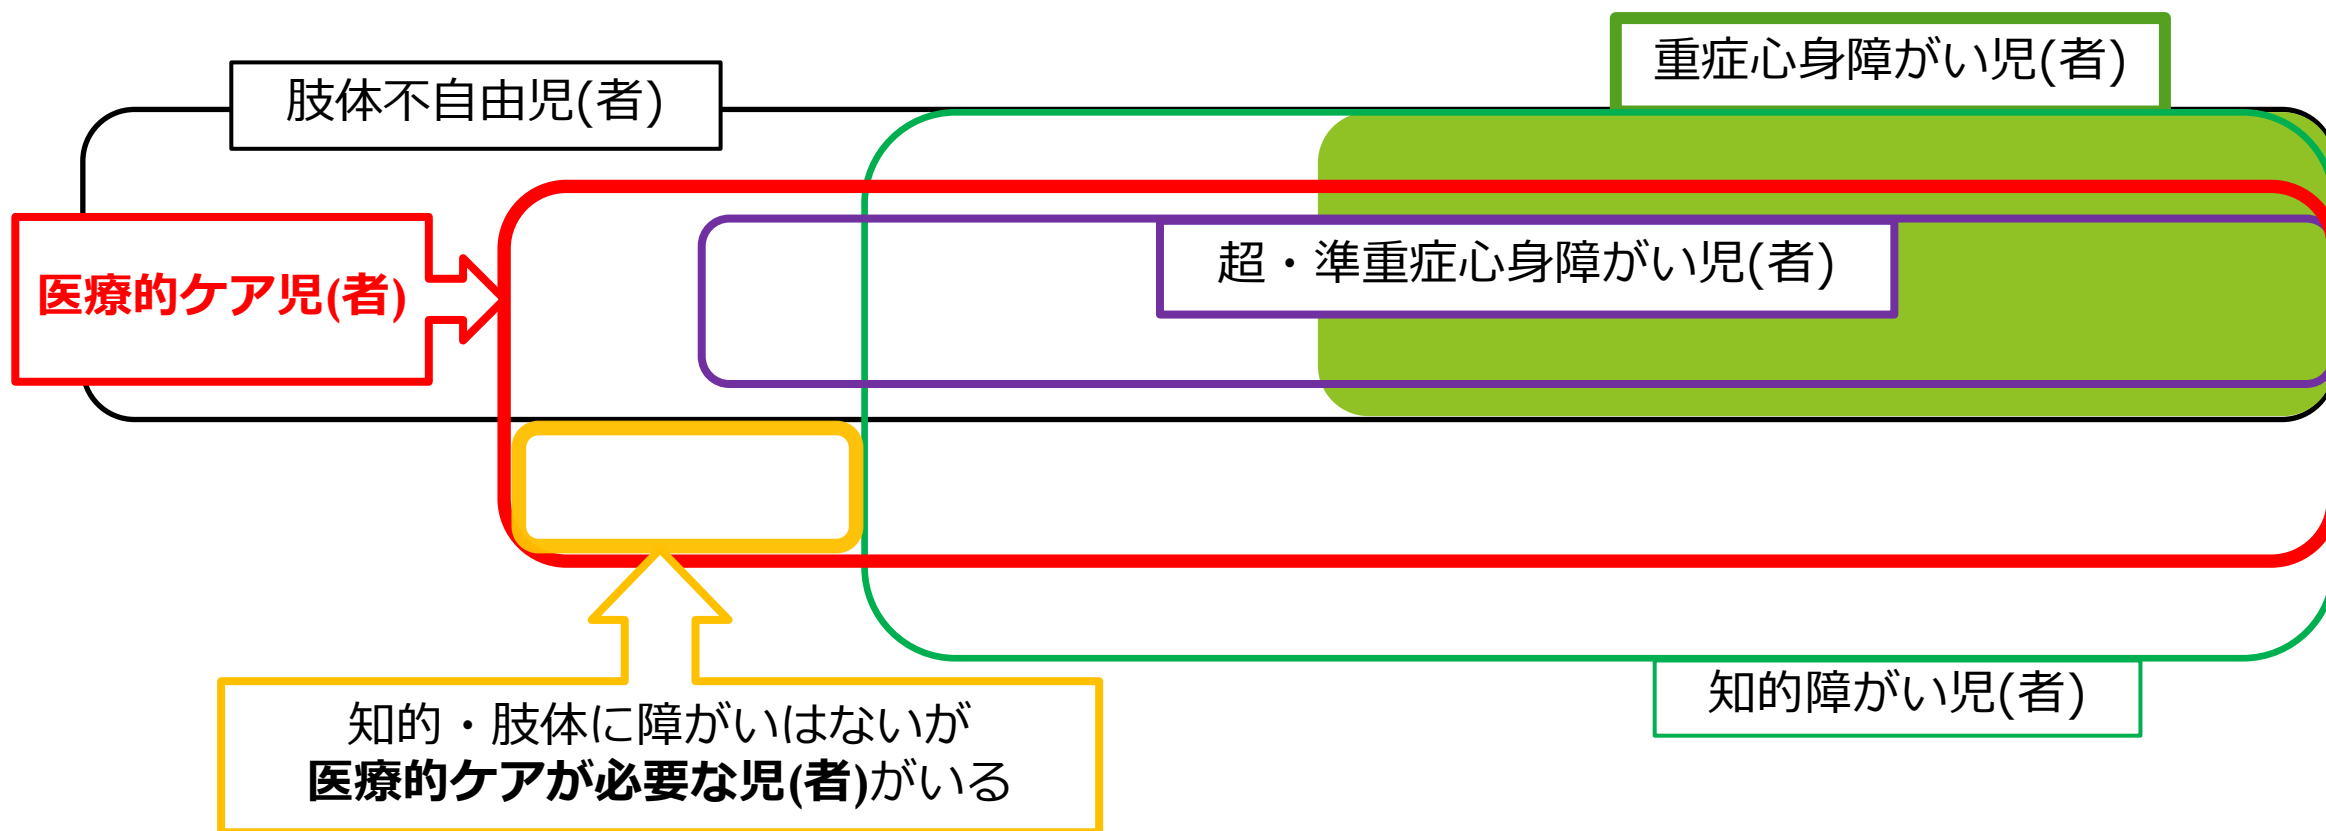 重症心身障がい児(者)
肢体不自由児(者)
超・準重症心身障がい児(者)
医療的ケア児(者)
知的障がい児(者)
知的・肢体に障がいはないが
医療的ケアが必要な児(者)がいる